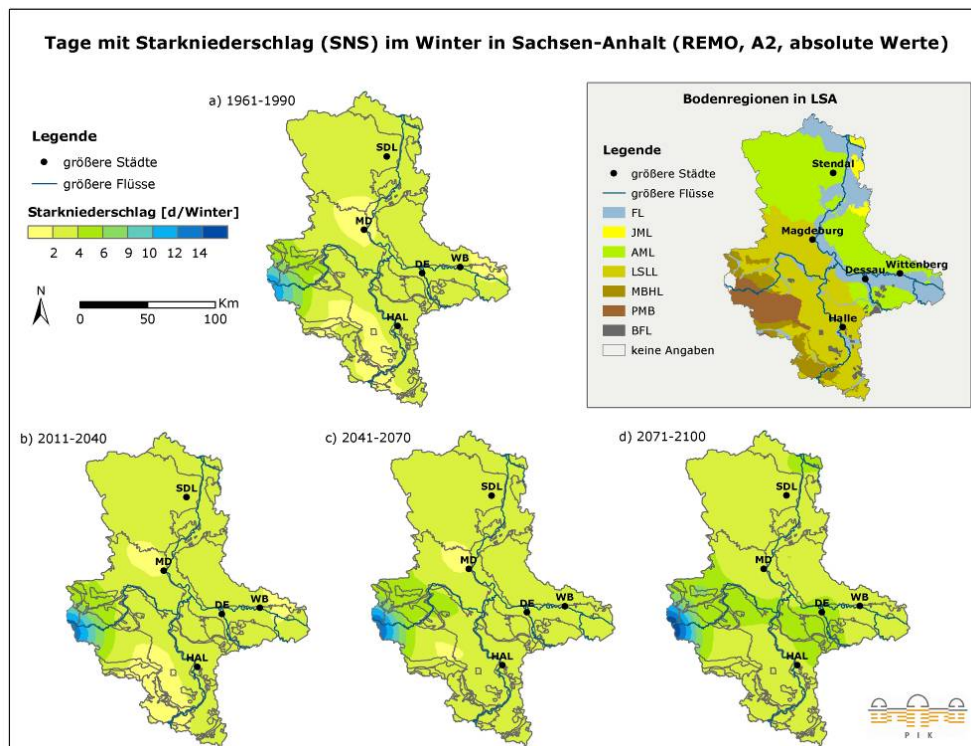 Tage mit Starkniederschlag (SNS) im Winter in Sachsen-Anhalt (REMO, A2, absolute Werte)
a) 1961-1990
Legende
größere Städte
größere Flüsse
Starkniederschlag [d/Winter]
2 4 6 8 10 12 14
N
Km
0 50 100
SDL
MD
DE
WB
HAL
Bodenregionen in LSA
Legende
größere Städte
größere Flüsse
FL
JML
AML
LSLL
MBHL
PMB
BFL
keine Angaben
Stendal
Magdeburg
Dessau
Wittenberg
Halle
b) 2011-2040
SDL
MD
DE
WB
HAL
c) 2041-2070
SDL
MD
DE
WB
HAL
d) 2071-2100
SDL
MD
DE
WB
HAL
P I K